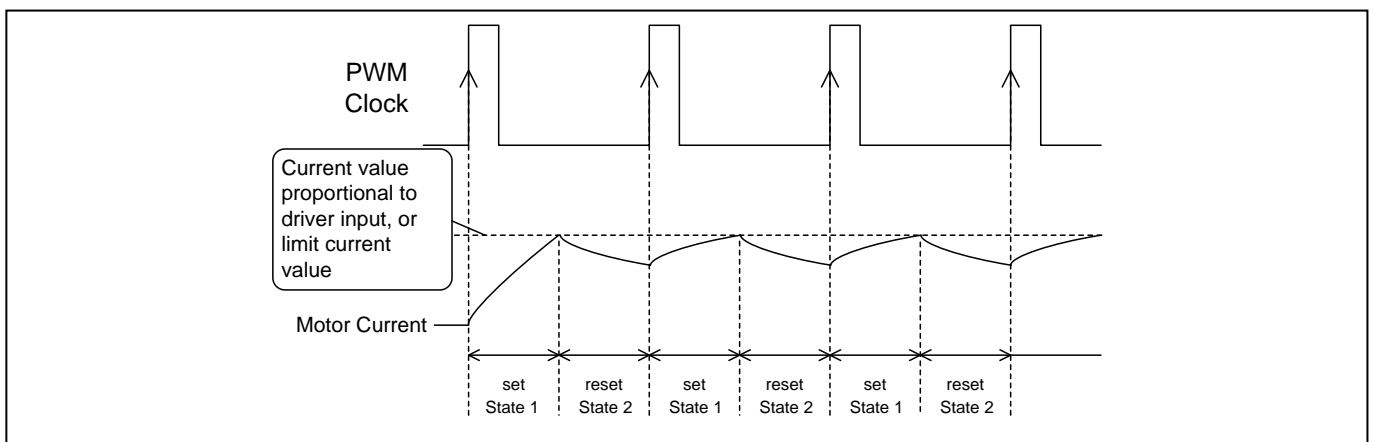 PWM
Clock
Current value
proportional to
driver input, or
limit current
value
Motor Current
set
State 1
reset
State 2
set
State 1
reset
State 2
set
State 1
reset
State 2